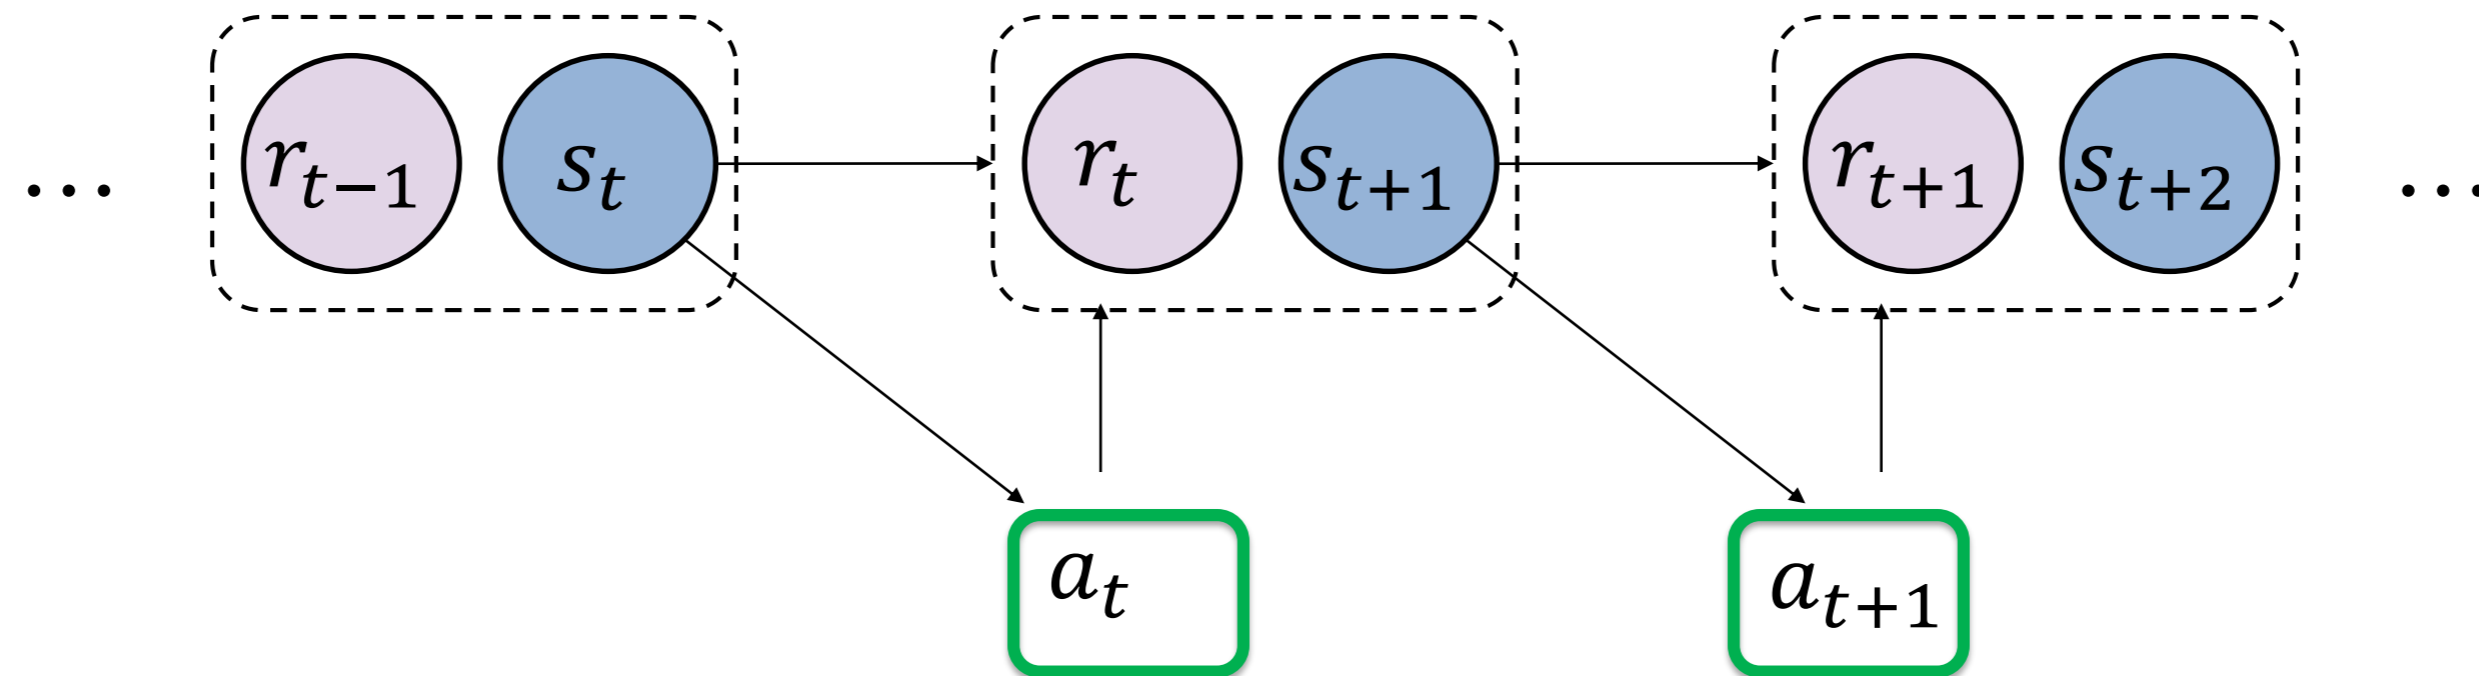 … r_{t−1} s_t r_t s_{t+1} r_{t+1} s_{t+2} …
a_t a_{t+1}